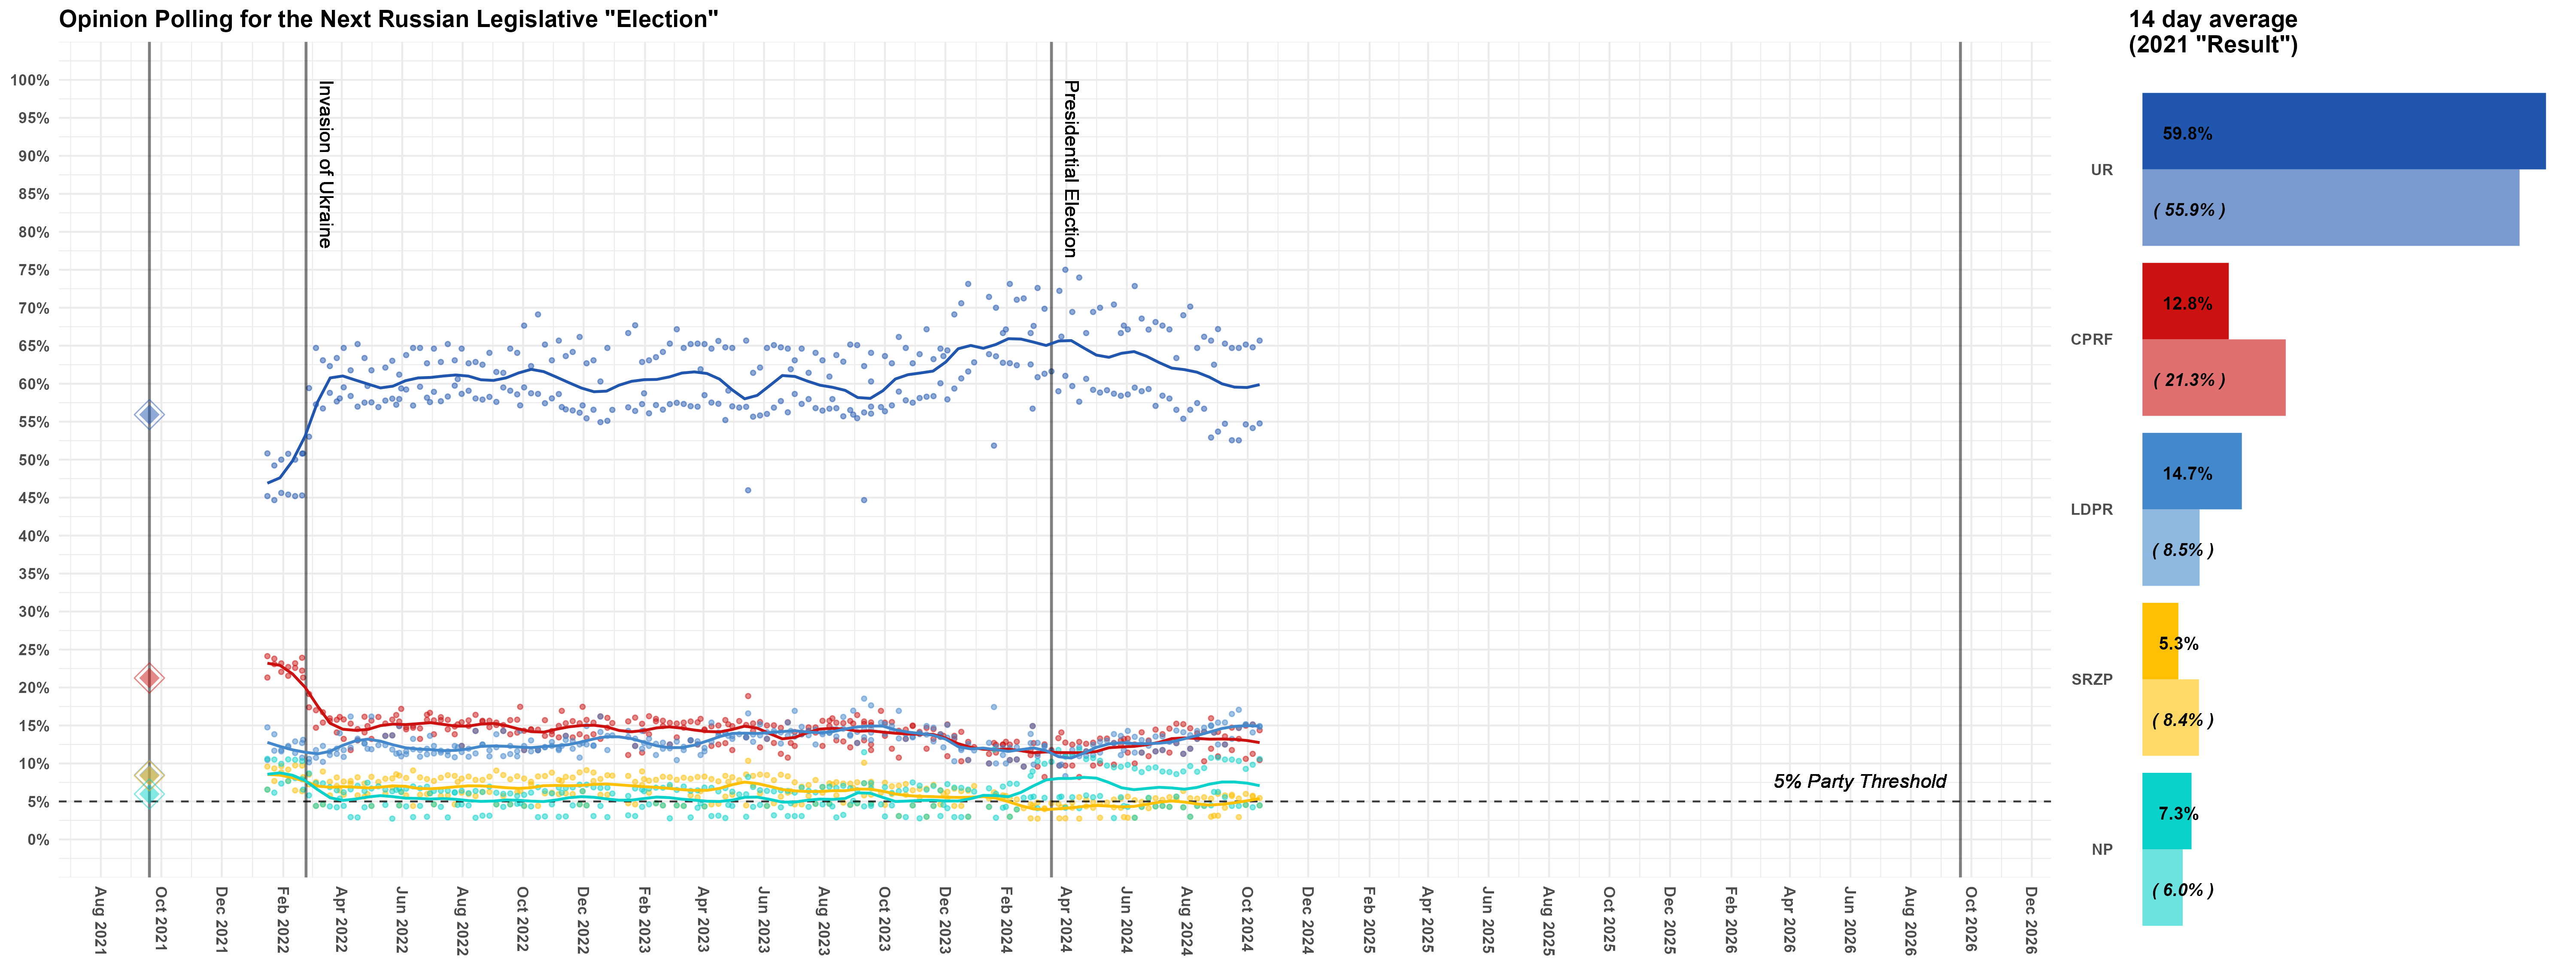 Opinion Polling for the Next Russian Legislative "Election"
100%
95%
90%
85%
80%
75%
70%
65%
60%
55%
50%
45%
40%
35%
30%
25%
20%
15%
10%
5%
0%
Invasion of Ukraine
Presidential Election
5% Party Threshold
Aug 2021
Oct 2021
Dec 2021
Feb 2022
Apr 2022
Jun 2022
Aug 2022
Oct 2022
Dec 2022
Feb 2023
Apr 2023
Jun 2023
Aug 2023
Oct 2023
Dec 2023
Feb 2024
Apr 2024
Jun 2024
Aug 2024
Oct 2024
Dec 2024
Feb 2025
Apr 2025
Jun 2025
Aug 2025
Oct 2025
Dec 2025
Feb 2026
Apr 2026
Jun 2026
Aug 2026
Oct 2026
Dec 2026
14 day average
(2021 "Result")
UR
59.8%
( 55.9% )
CPRF
12.8%
( 21.3% )
LDPR
14.7%
( 8.5% )
SRZP
5.3%
( 8.4% )
NP
7.3%
( 6.0% )